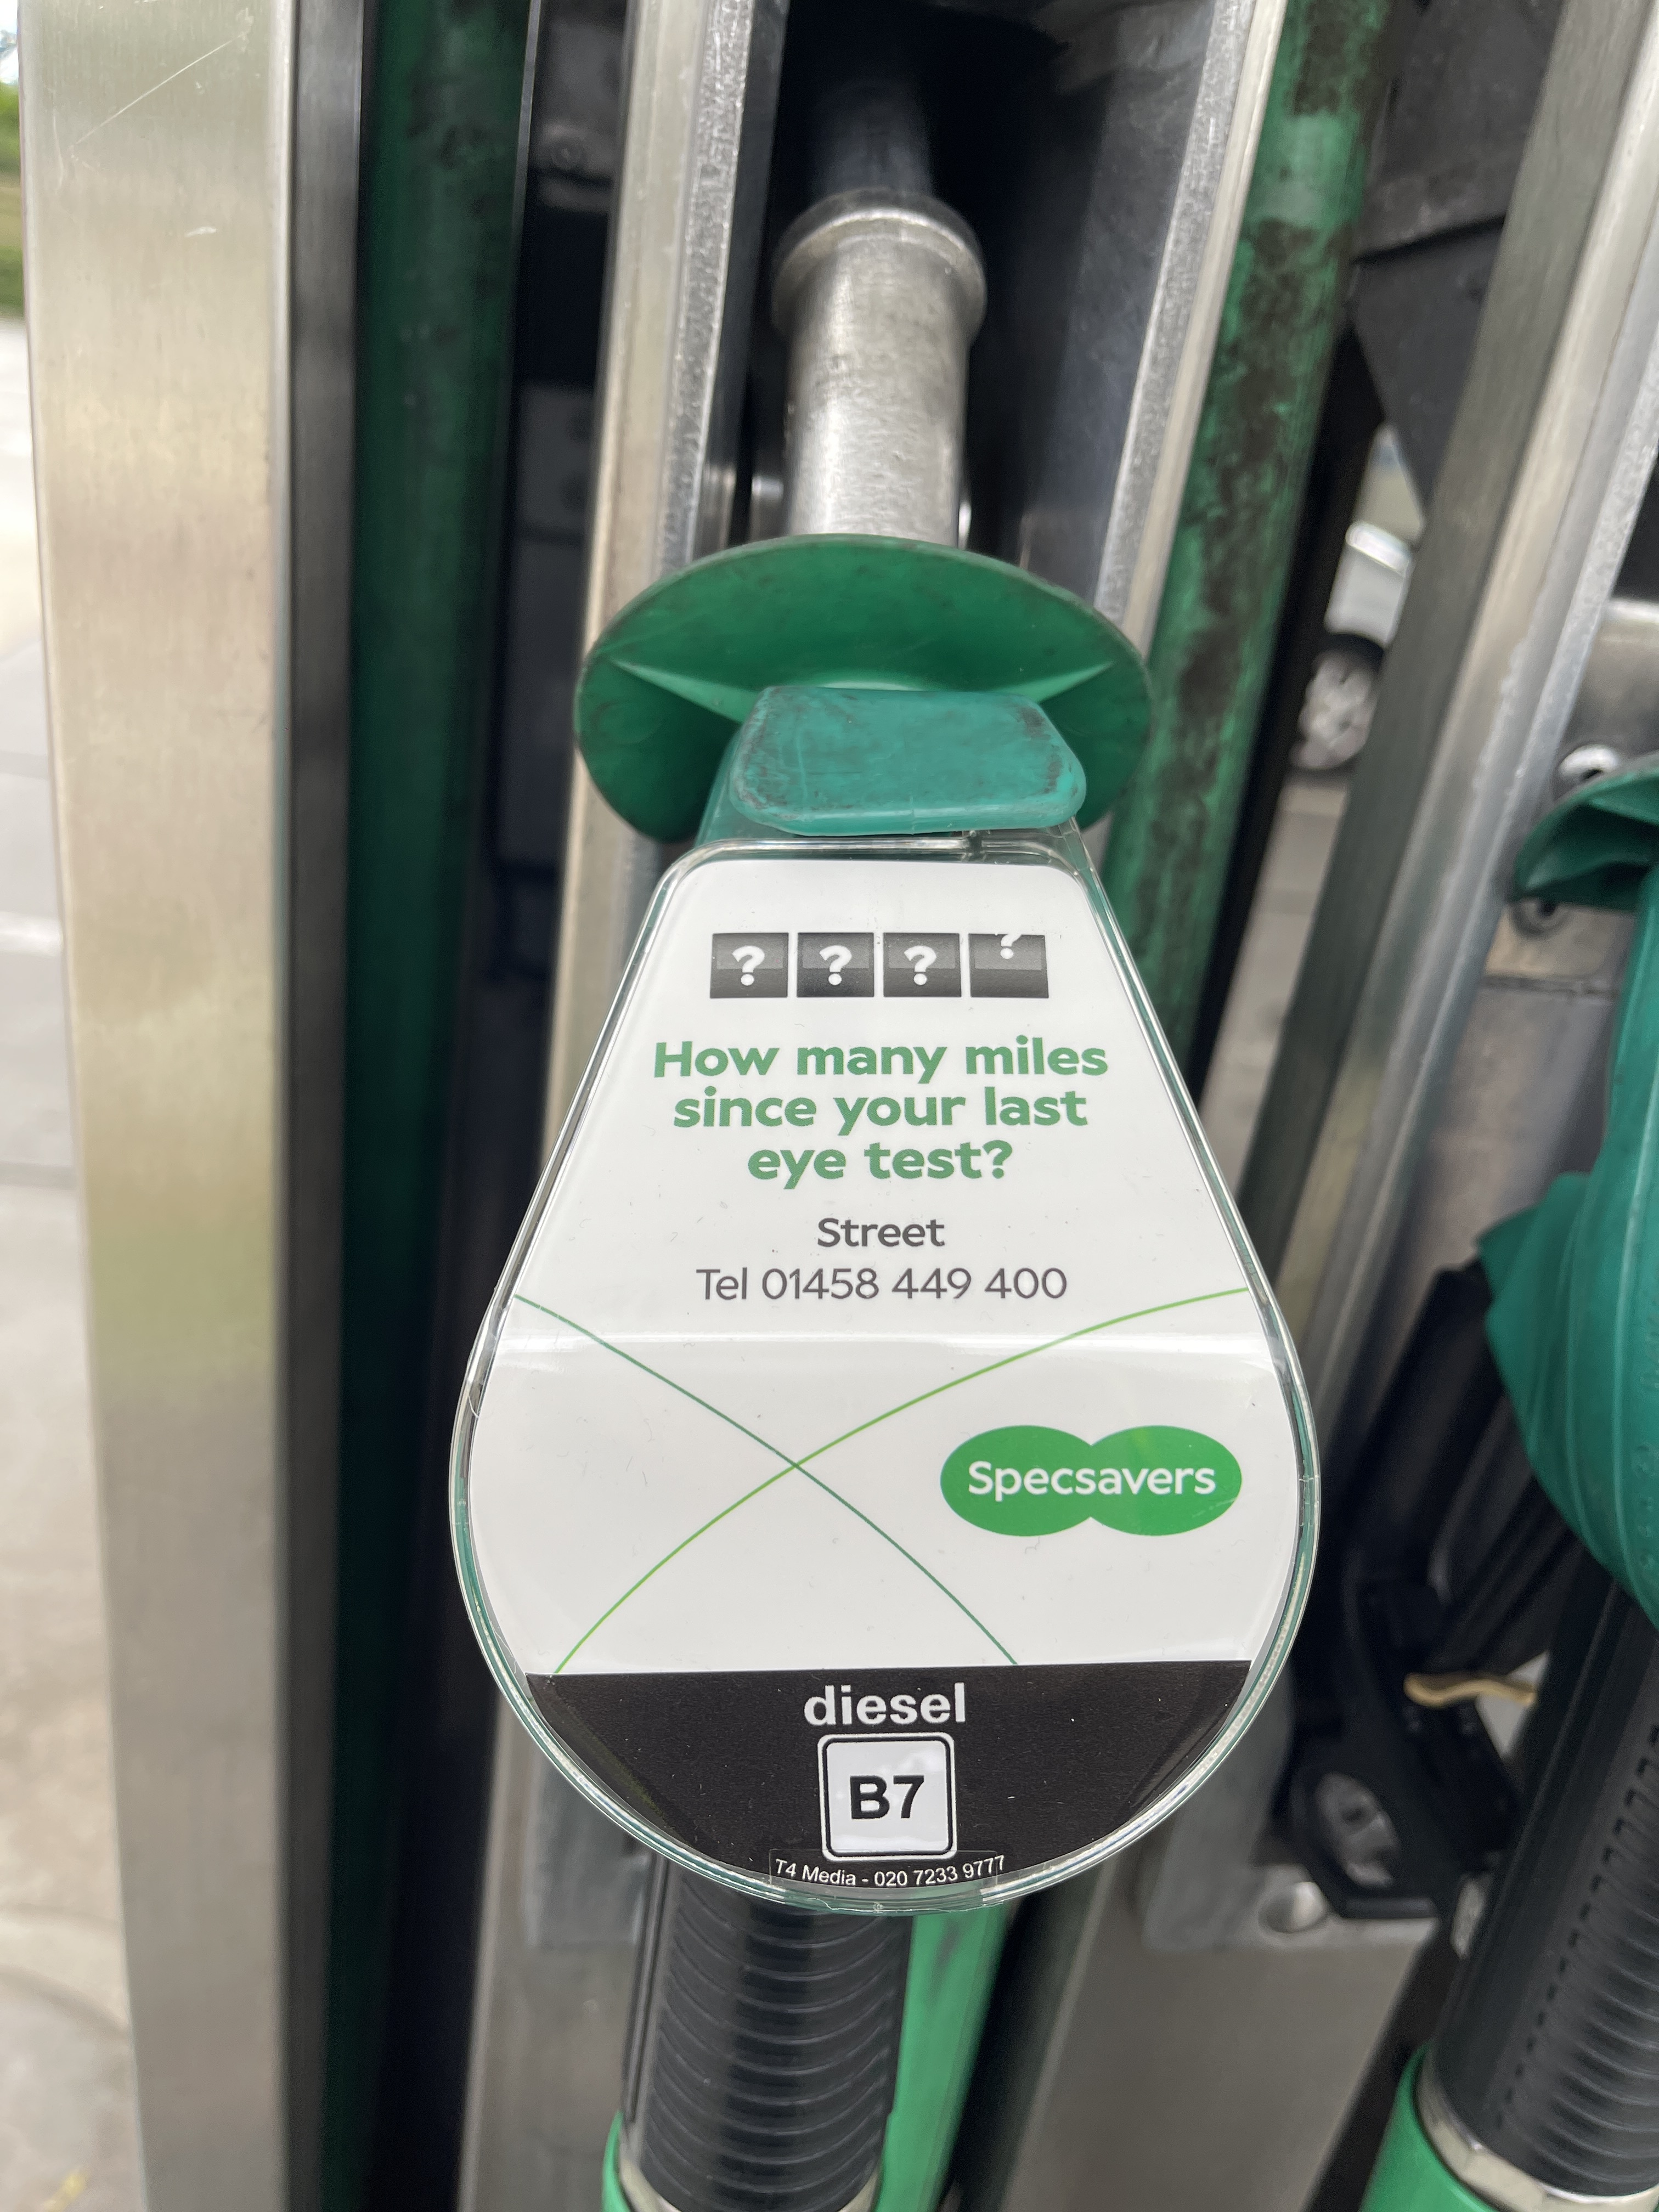 ? ? ? ?
How many miles
since your last
eye test?
Street
Tel 01458 449 400
Specsavers
diesel
B7
T4 Media - 020 7233 9777